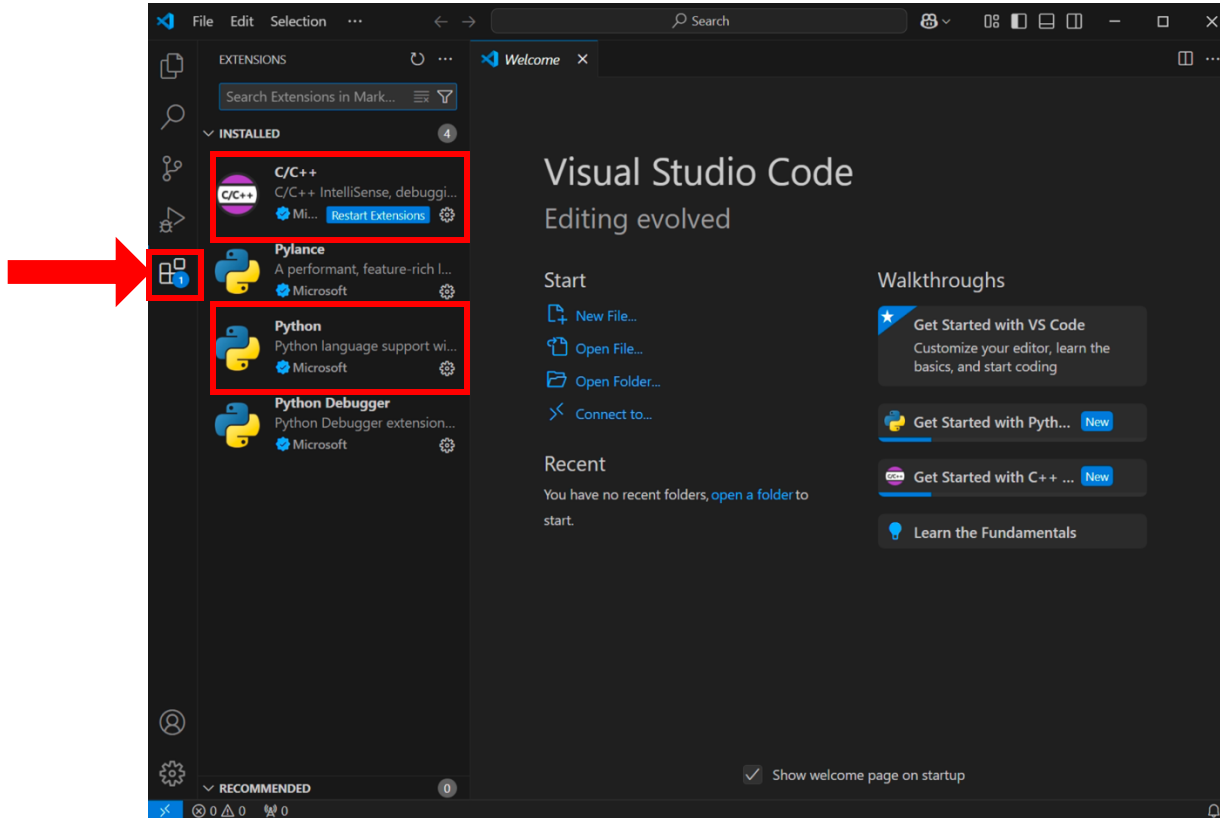 File Edit Selection ··· Search
EXTENSIONS
Search Extensions in Mark...
INSTALLED 4
C/C++
C/C++
C/C++ IntelliSense, debuggi...
Mi... Restart Extensions
Pylance
A performant, feature-rich l...
Microsoft
1
Python
Python language support wi...
Microsoft
Python Debugger
Python Debugger extension...
Microsoft
RECOMMENDED 0
0 0 0
Welcome
Visual Studio Code
Editing evolved
Start
New File...
Open File...
Open Folder...
Connect to...
Recent
You have no recent folders, open a folder to
start.
Walkthroughs
Get Started with VS Code
Customize your editor, learn the
basics, and start coding
Get Started with Pyth... New
C/C++
Get Started with C++ ... New
Learn the Fundamentals
Show welcome page on startup